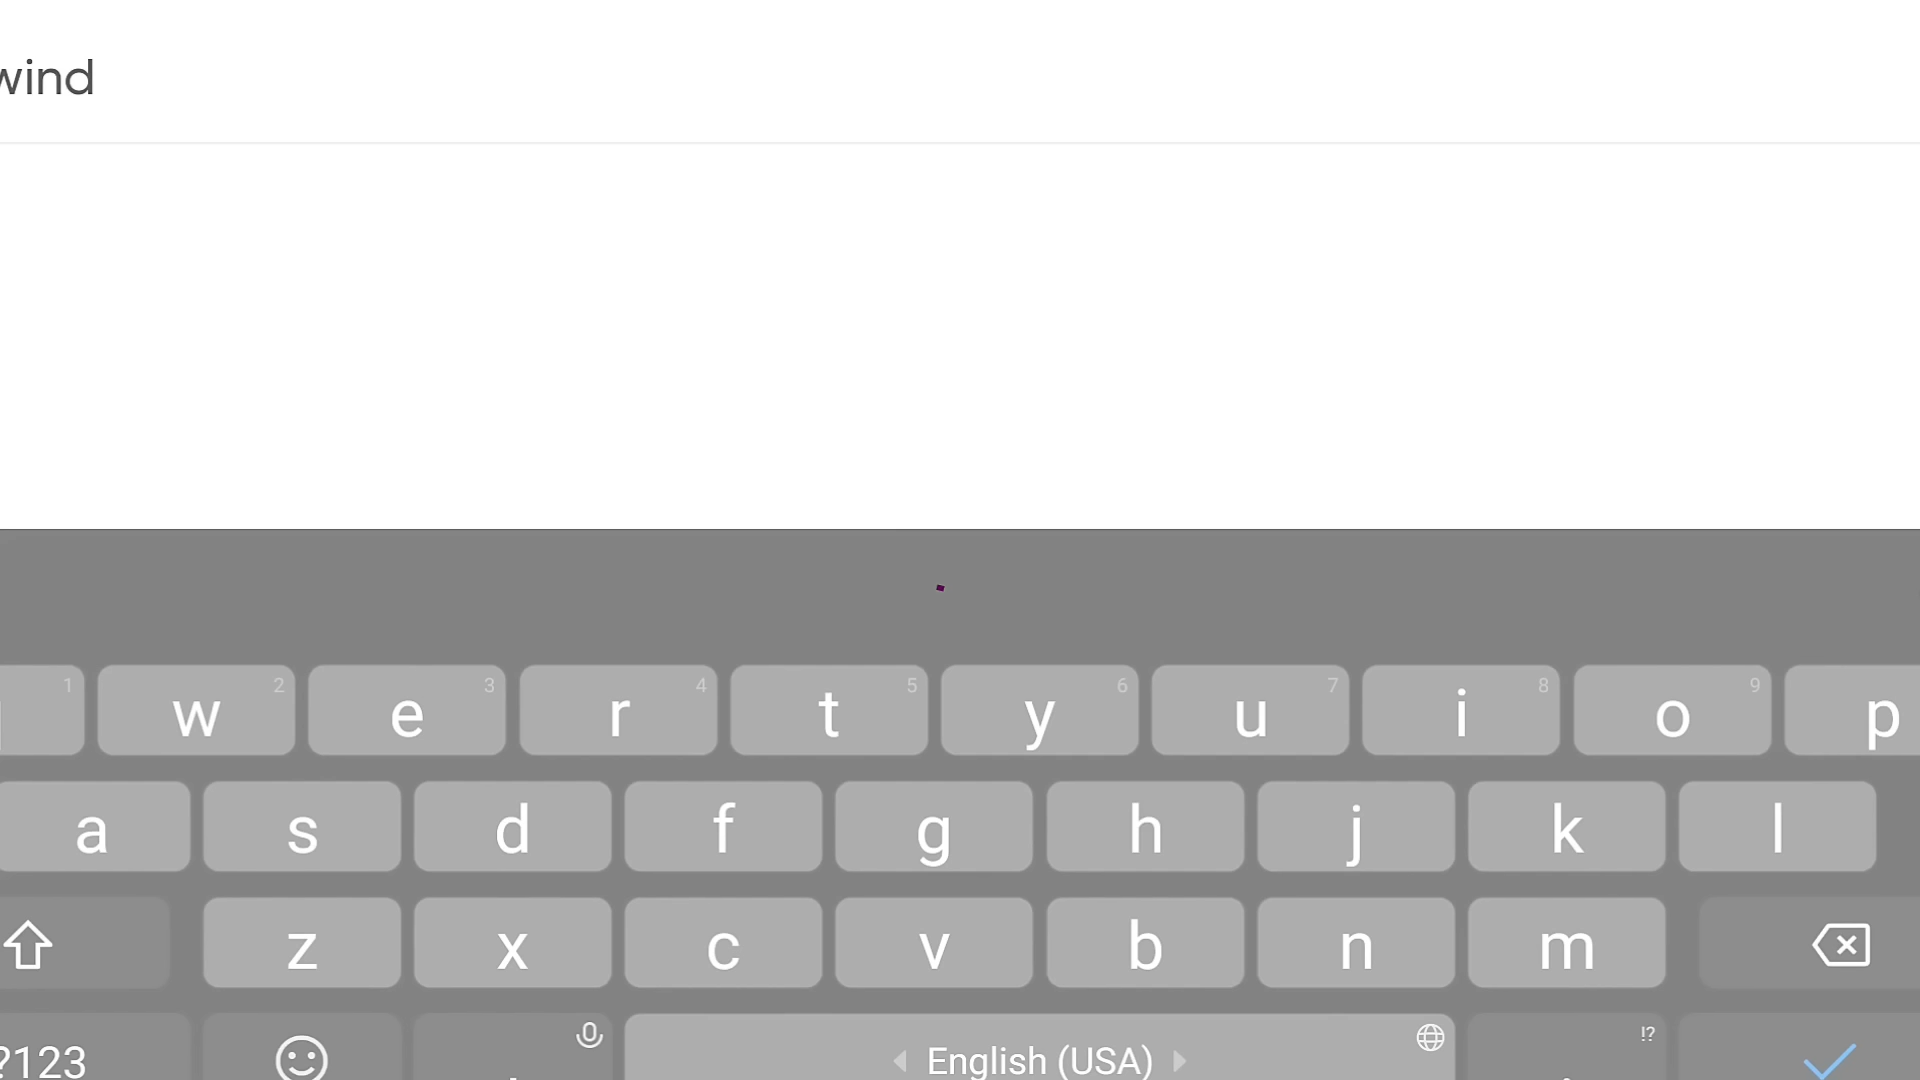 wind
1 2 3 4 5 6 7 8 9
w e r t y u i o p
a s d f g h j k l
z x c v b n m
?123 English (USA) !?